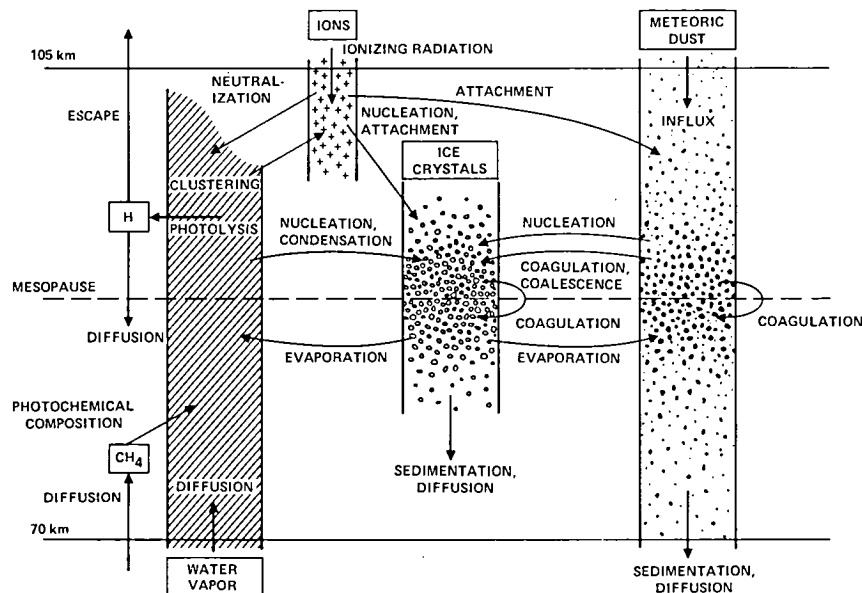 IONS
METEORIC
DUST
105 km
IONIZING RADIATION
NEUTRAL-
IZATION
ATTACHMENT
ESCAPE
NUCLEATION,
ATTACHMENT
INFLUX
ICE
CRYSTALS
CLUSTERING
H
PHOTOLYSIS
NUCLEATION,
CONDENSATION
NUCLEATION
COAGULATION,
COALESCENCE
MESOPAUSE
COAGULATION
COAGULATION
DIFFUSION
EVAPORATION
EVAPORATION
PHOTOCHEMICAL
COMPOSITION
CH4
SEDIMENTATION,
DIFFUSION
DIFFUSION
DIFFUSION
70 km
WATER
VAPOR
SEDIMENTATION,
DIFFUSION